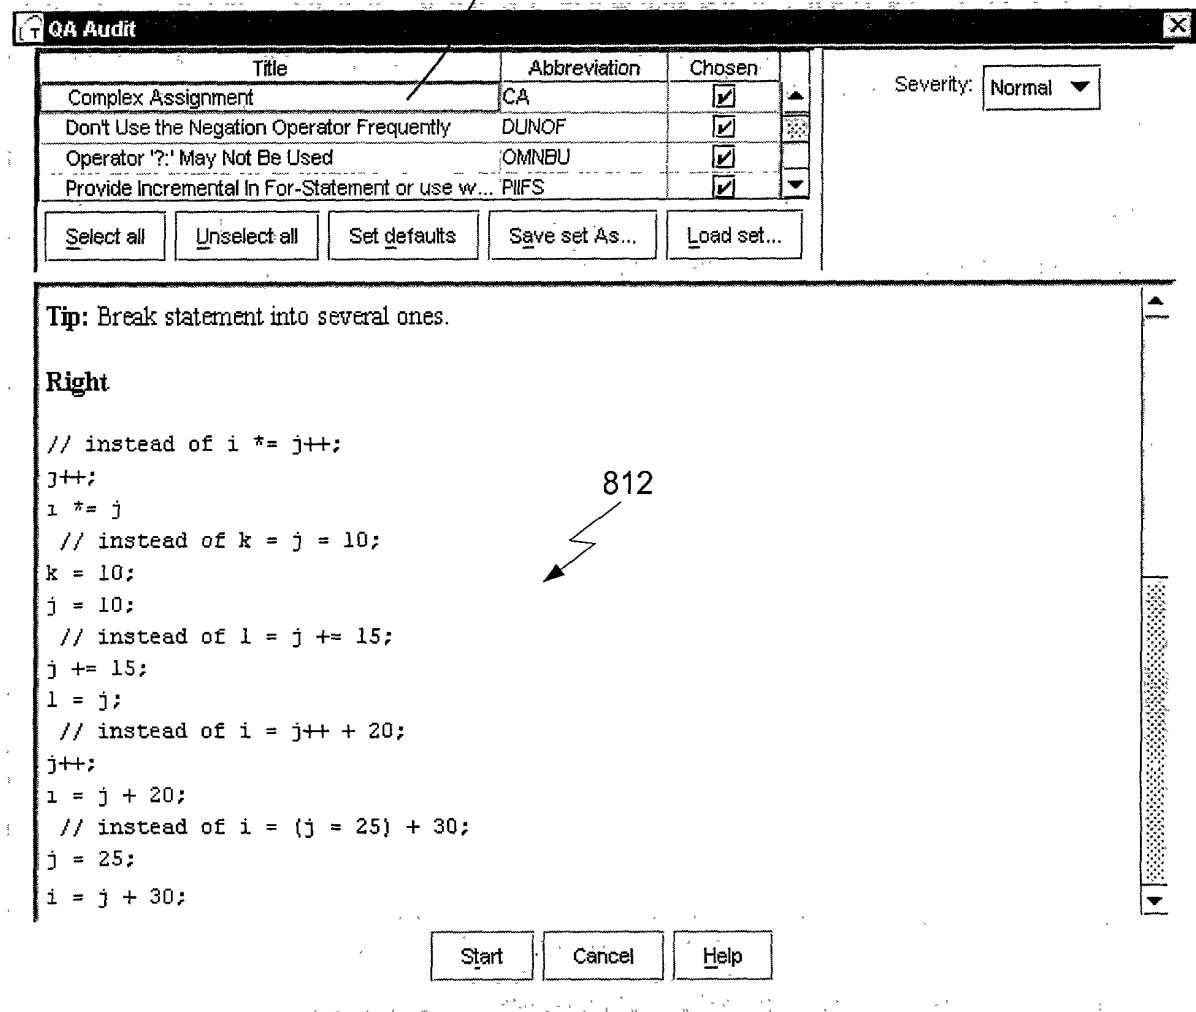 QA Audit
Title Abbreviation Chosen
Severity: Normal
Complex Assignment CA
Don't Use the Negation Operator Frequently DUNOF
Operator '?:' May Not Be Used OMNBU
Provide Incremental In For-Statement or use w... PIIFS
Select all Unselect all Set defaults Save set As... Load set...
Tip: Break statement into several ones.
Right
// instead of i *= j++;
j++;
i *= j
812
// instead of k = j = 10;
k = 10;
j = 10;
// instead of l = j += 15;
j += 15;
l = j;
// instead of i = j++ + 20;
j++;
i = j + 20;
// instead of i = (j = 25) + 30;
j = 25;
i = j + 30;
Start Cancel Help